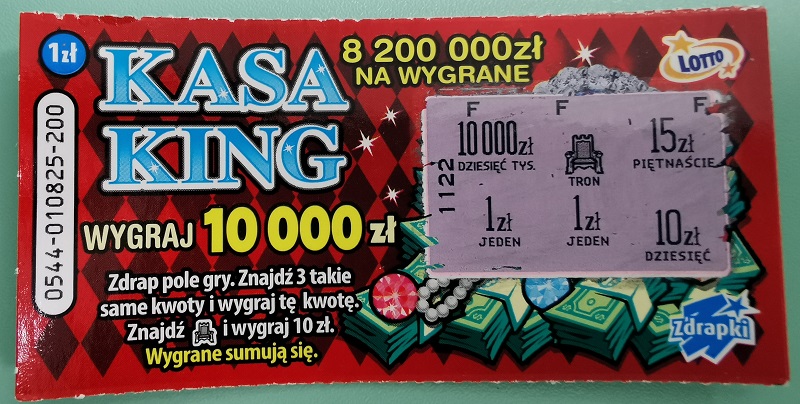 1 zł
KASA
KING
8 200 000zł
NA WYGRANE
LOTTO
0544-010825-200
WYGRAJ 10 000 zł
Zdrap pole gry. Znajdź 3 takie
same kwoty i wygraj tę kwotę.
Znajdź i wygraj 10 zł.
Wygrane sumują się.
F F F
10 000zł 15zł
DZIESIĘĆ TYS. TRON PIĘTNAŚCIE
1122
1zł 1zł 10zł
JEDEN JEDEN DZIESIĘĆ
Zdrapki